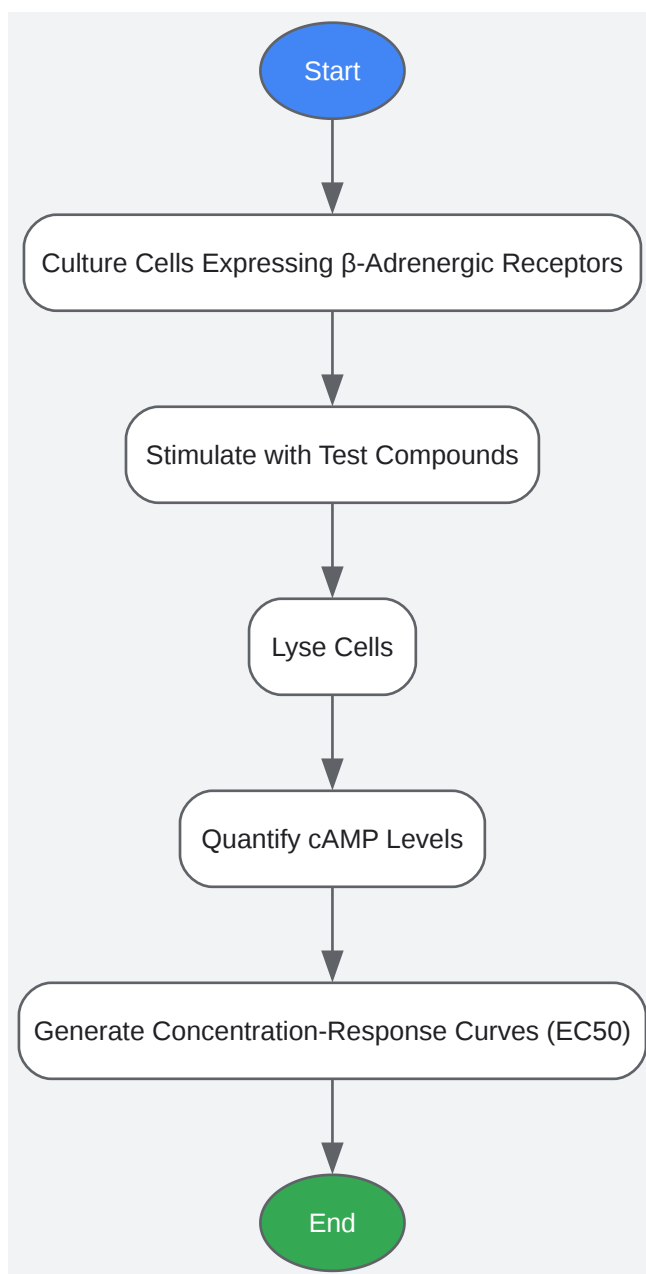 Start
Culture Cells Expressing β-Adrenergic Receptors
Stimulate with Test Compounds
Lyse Cells
Quantify cAMP Levels
Generate Concentration-Response Curves (EC50)
End